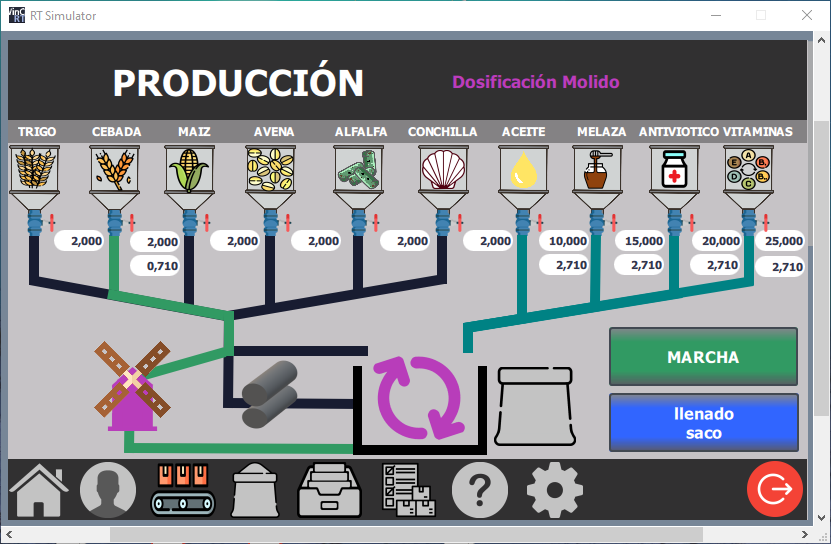 WinC
RT
RT Simulator
PRODUCCIÓN
Dosificación Molido
TRIGO CEBADA MAIZ AVENA ALFALFA CONCHILLA ACEITE MELAZA ANTIVIOTICO VITAMINAS
A
E B
D B
C B
2,000 2,000 2,000 2,000 2,000 2,000 10,000 15,000 20,000 25,000
0,710 2,710 2,710 2,710 2,710
MARCHA
llenado
saco
?